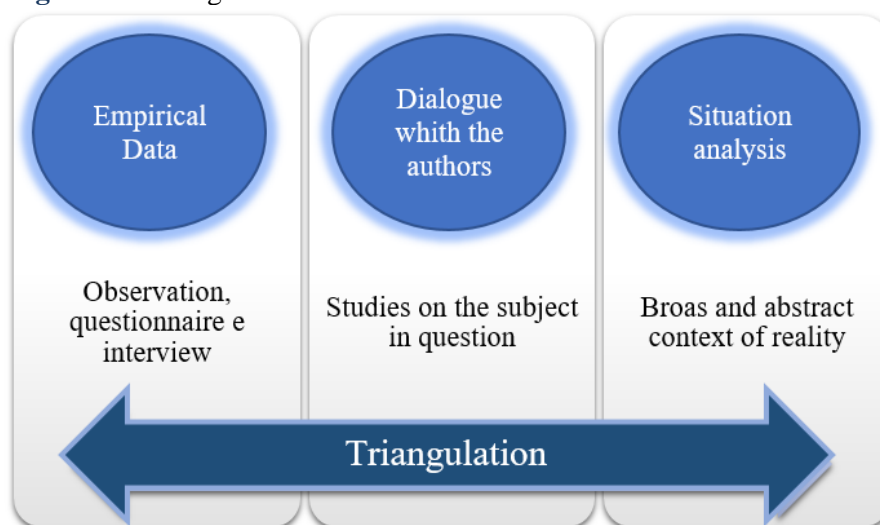 Empirical
Data
Dialogue
whith the
authors
Situation
analysis
Observation,
questionnaire e
interview
Studies on the subject
in question
Broas and abstract
context of reality
Triangulation